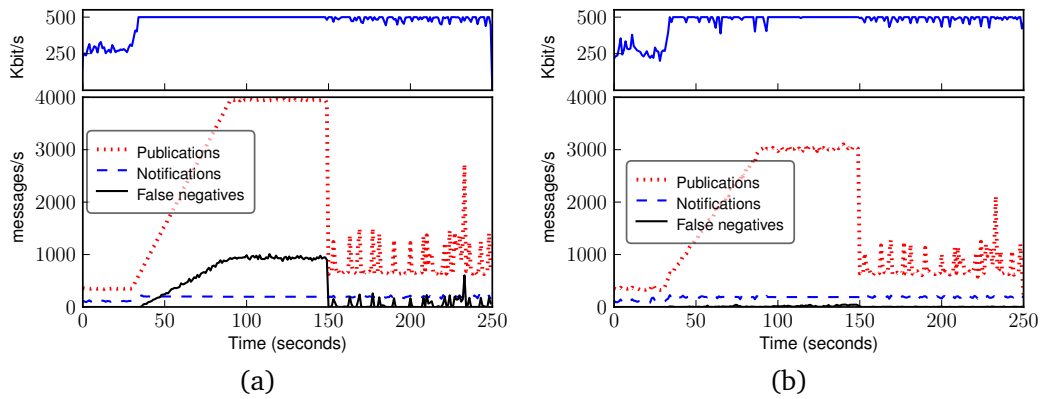 500
250
Kbit/s
4000
3000
2000
1000
0
messages/s
Publications
Notifications
False negatives
0 50 100 150 200 250
Time (seconds)
(a)
500
250
Kbit/s
4000
3000
2000
1000
0
messages/s
Publications
Notifications
False negatives
0 50 100 150 200 250
Time (seconds)
(b)